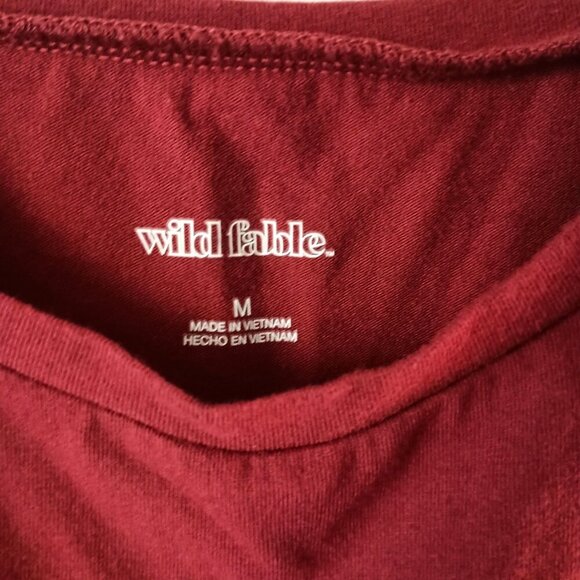 wild fable.
M
MADE IN VIETNAM
HECHO EN VIETNAM